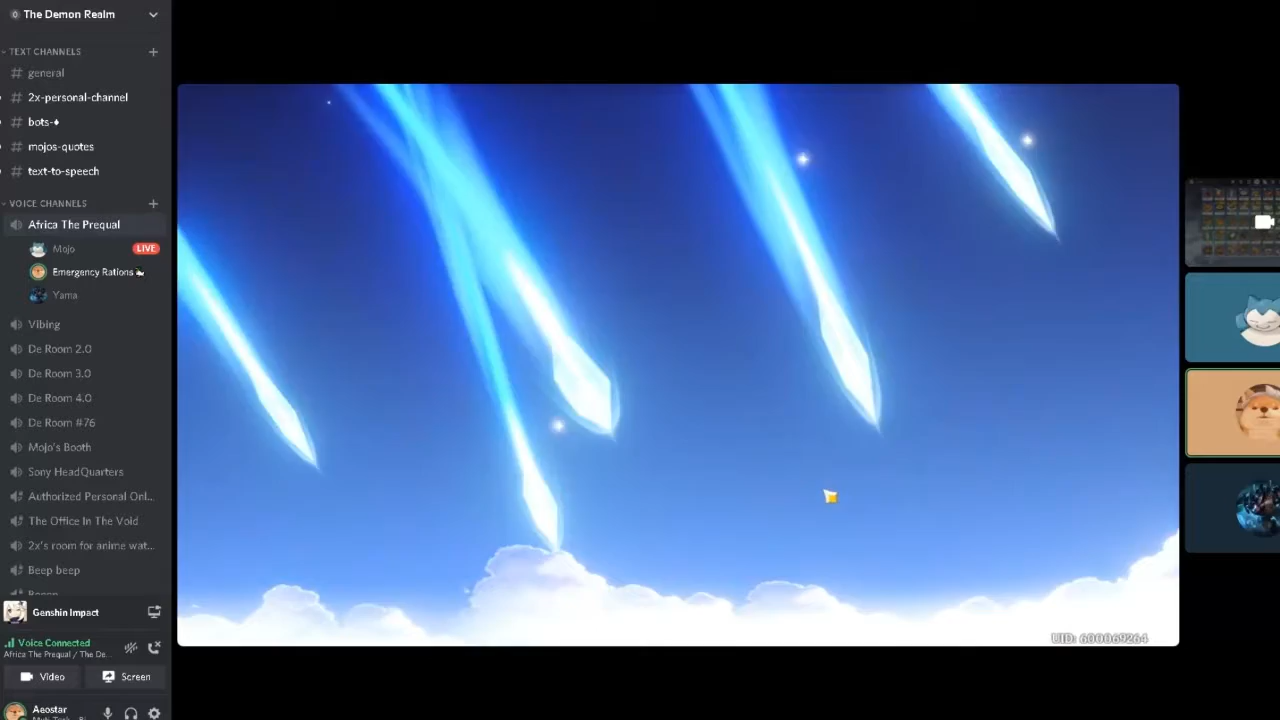 The Demon Realm
TEXT CHANNELS
general
2x-personal-channel
bots-♦
mojos-quotes
text-to-speech
VOICE CHANNELS
Africa The Prequal
Mojo LIVE
Emergency Rations
Yama
Vibing
De Room 2.0
De Room 3.0
De Room 4.0
De Room #76
Mojo's Booth
Sony HeadQuarters
Authorized Personal Onl...
The Office In The Void
2x's room for anime wat...
Beep beep
Genshin Impact
Voice Connected
Africa The Prequal / The De...
Video Screen
Aeostar
UID: 600069264